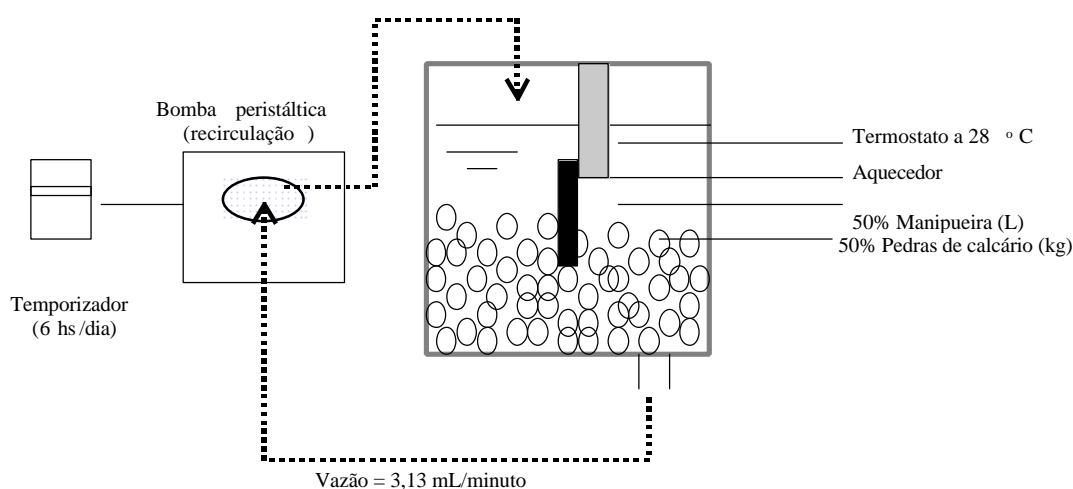 Bomba peristáltica
(recirculação )
Temporizador
(6 hs /dia)
Termostato a 28 º C
Aquecedor
50% Manipueira (L)
50% Pedras de calcário (kg)
Vazão = 3,13 mL/minuto